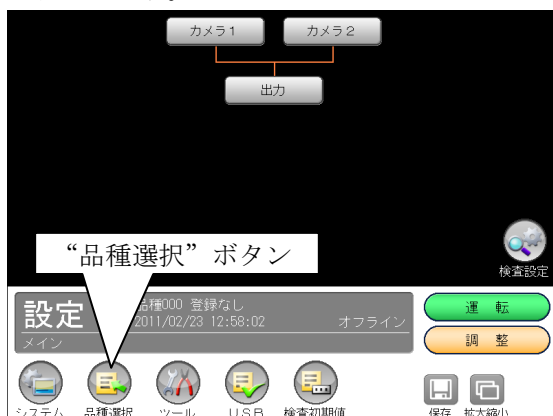 カメラ1 カメラ2
出力
検査設定
“品種選択”ボタン
設定 品種000 登録なし
2011/02/23 12:58:02 オフライン
メイン
運 転
調 整
システム 品種選択 ツール USB 検査初期値 保存 拡大縮小